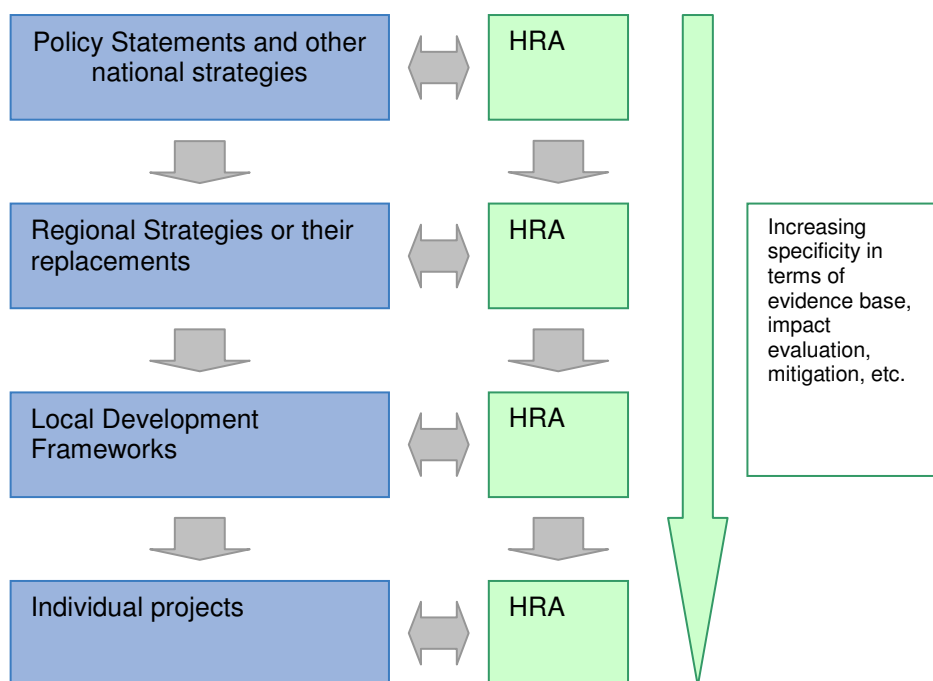 Policy Statements and other
national strategies
HRA
Regional Strategies or their
replacements
HRA
Increasing
specificity in
terms of
evidence base,
impact
evaluation,
mitigation, etc.
Local Development
Frameworks
HRA
Individual projects
HRA